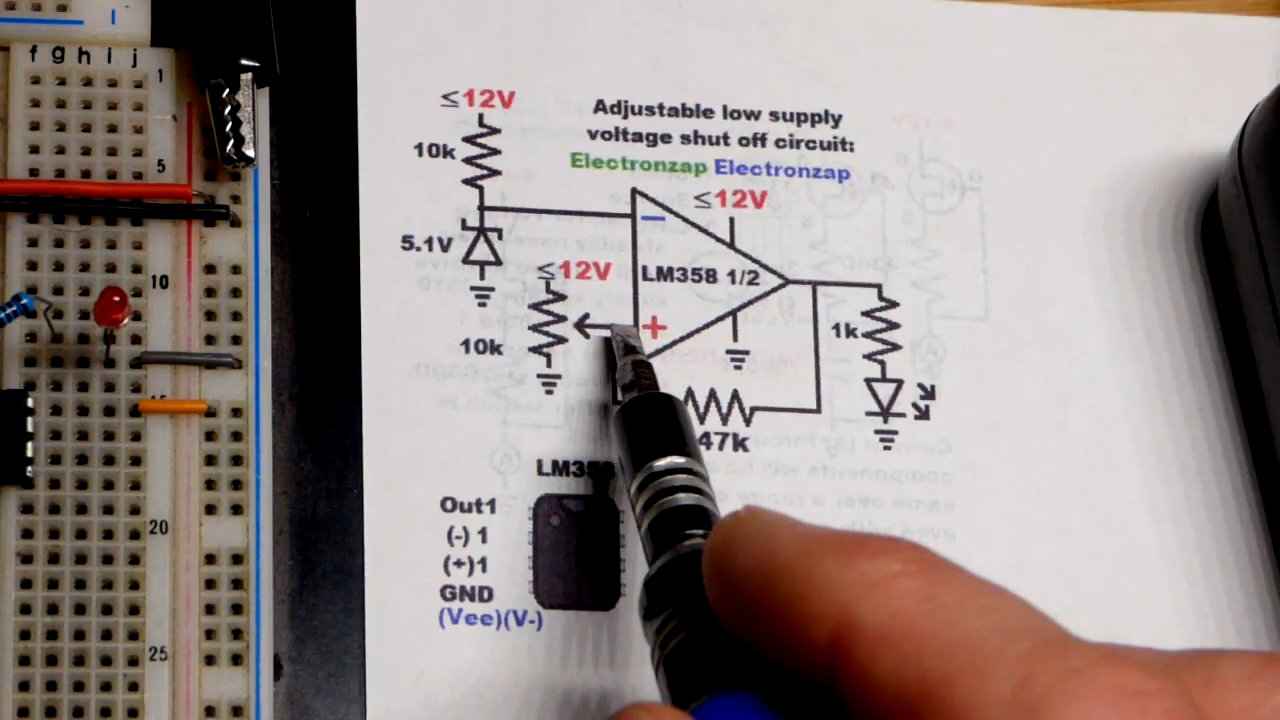 f g h i j
1
5
10
15
20
25
≤12V
10k
5.1V
Adjustable low supply
voltage shut off circuit:
Electronzap Electronzap
≤12V
−
LM358 1/2
+
≤12V
10k
1k
47k
Out1
(-) 1
(+)1
GND
(Vee)(V-)